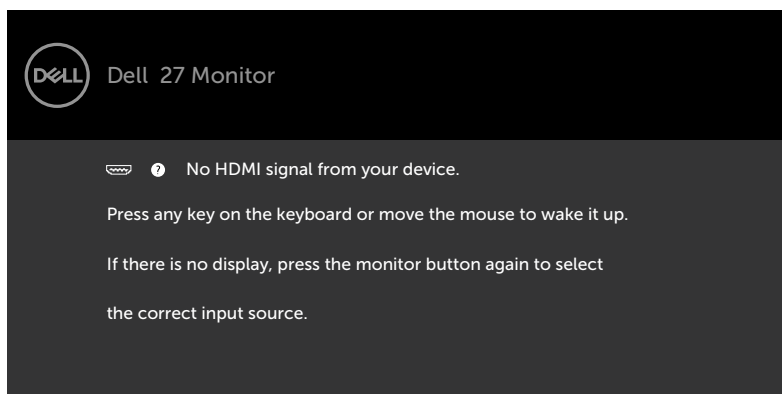 DELL Dell 27 Monitor
? No HDMI signal from your device.
Press any key on the keyboard or move the mouse to wake it up.
If there is no display, press the monitor button again to select
the correct input source.